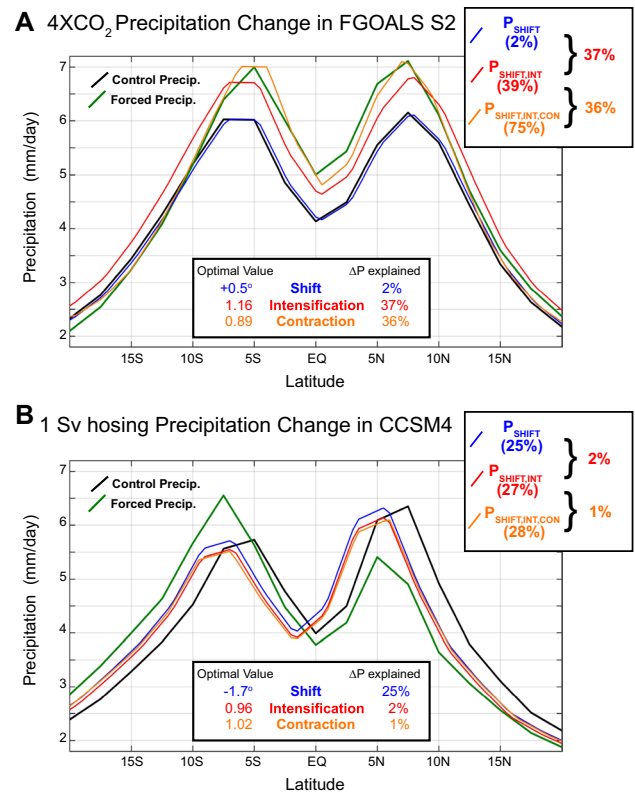 A 4XCO2 Precipitation Change in FGOALS S2
PSHIFT
(2%)
PSHIFT,INT
(39%)
PSHIFT,INT,CON
(75%)
} 37%
} 36%
Control Precip.
Forced Precip.
Precipitation (mm/day)
7
6
5
4
3
2
Optimal Value ΔP explained
+0.5° Shift 2%
1.16 Intensification 37%
0.89 Contraction 36%
15S 10S 5S EQ 5N 10N 15N
Latitude
B 1 Sv hosing Precipitation Change in CCSM4
PSHIFT
(25%)
PSHIFT,INT
(27%)
PSHIFT,INT,CON
(28%)
} 2%
} 1%
Control Precip.
Forced Precip.
Precipitation (mm/day)
7
6
5
4
3
2
Optimal Value ΔP explained
-1.7° Shift 25%
0.96 Intensification 2%
1.02 Contraction 1%
15S 10S 5S EQ 5N 10N 15N
Latitude